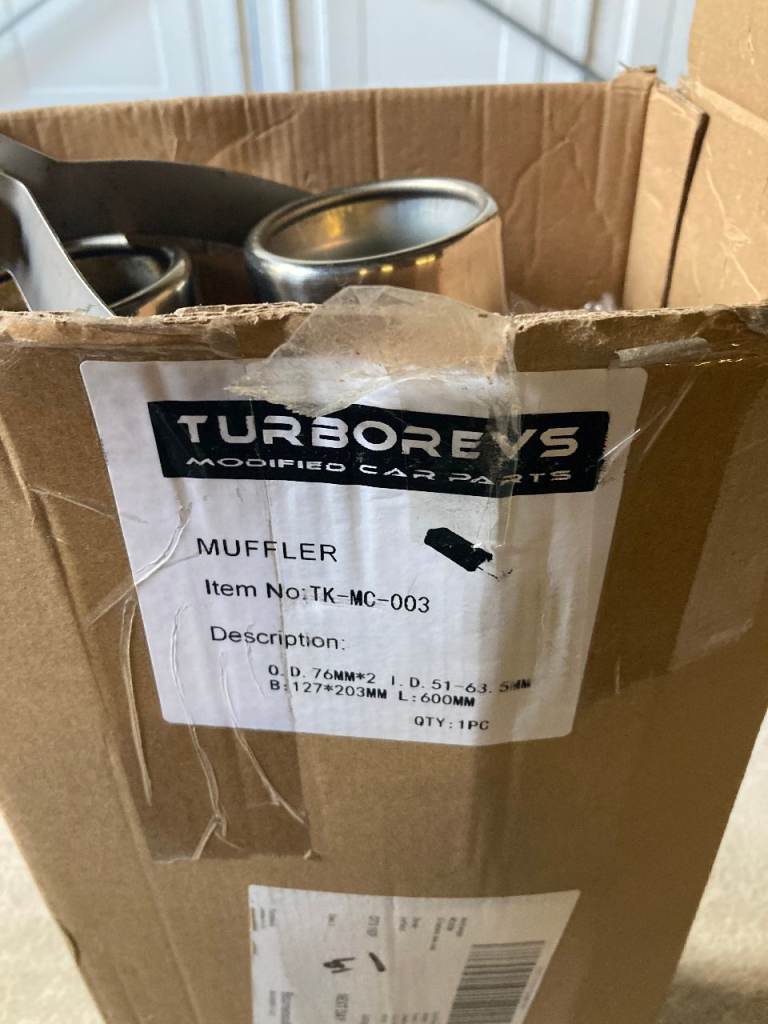 TURBOREVS
MODIFIED CAR PARTS
MUFFLER
Item No:TK-MC-003
Description:
O.D.76MM*2 I.D.51-63.5MM
B:127*203MM L:600MM
QTY:1PC